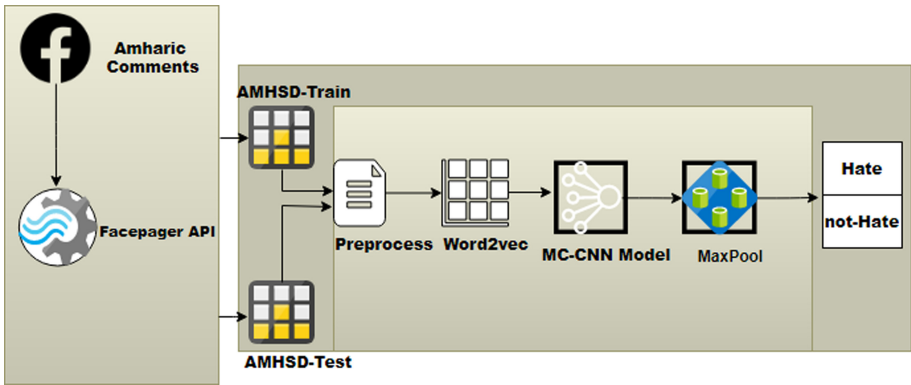 Amharic
Comments
Facepager API
AMHSD-Train
AMHSD-Test
Preprocess
Word2vec
MC-CNN Model
MaxPool
Hate
not-Hate